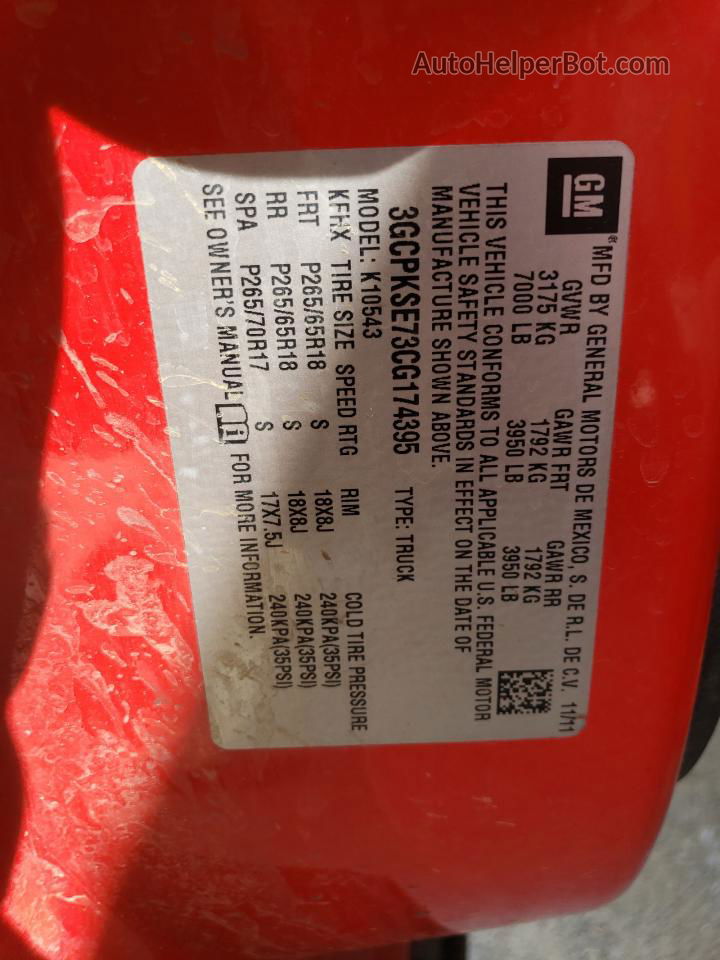 AutoHelperBot.com
GM
® MFD BY GENERAL MOTORS DE MEXICO, S. DE R.L. DE C.V. 11/11
GVWR GAWR FRT GAWR RR
3175 KG 1792 KG 1792 KG
7000 LB 3950 LB 3950 LB
THIS VEHICLE CONFORMS TO ALL APPLICABLE U.S. FEDERAL MOTOR
VEHICLE SAFETY STANDARDS IN EFFECT ON THE DATE OF
MANUFACTURE SHOWN ABOVE.
3GCPKSE73CG174395 TYPE: TRUCK
MODEL: K10543
KFHX TIRE SIZE SPEED RTG RIM COLD TIRE PRESSURE
FRT P265/65R18 S 18X8J 240KPA(35PSI)
RR P265/65R18 S 18X8J 240KPA(35PSI)
SPA P265/70R17 S 17X7.5J 240KPA(35PSI)
SEE OWNER'S MANUAL i FOR MORE INFORMATION.